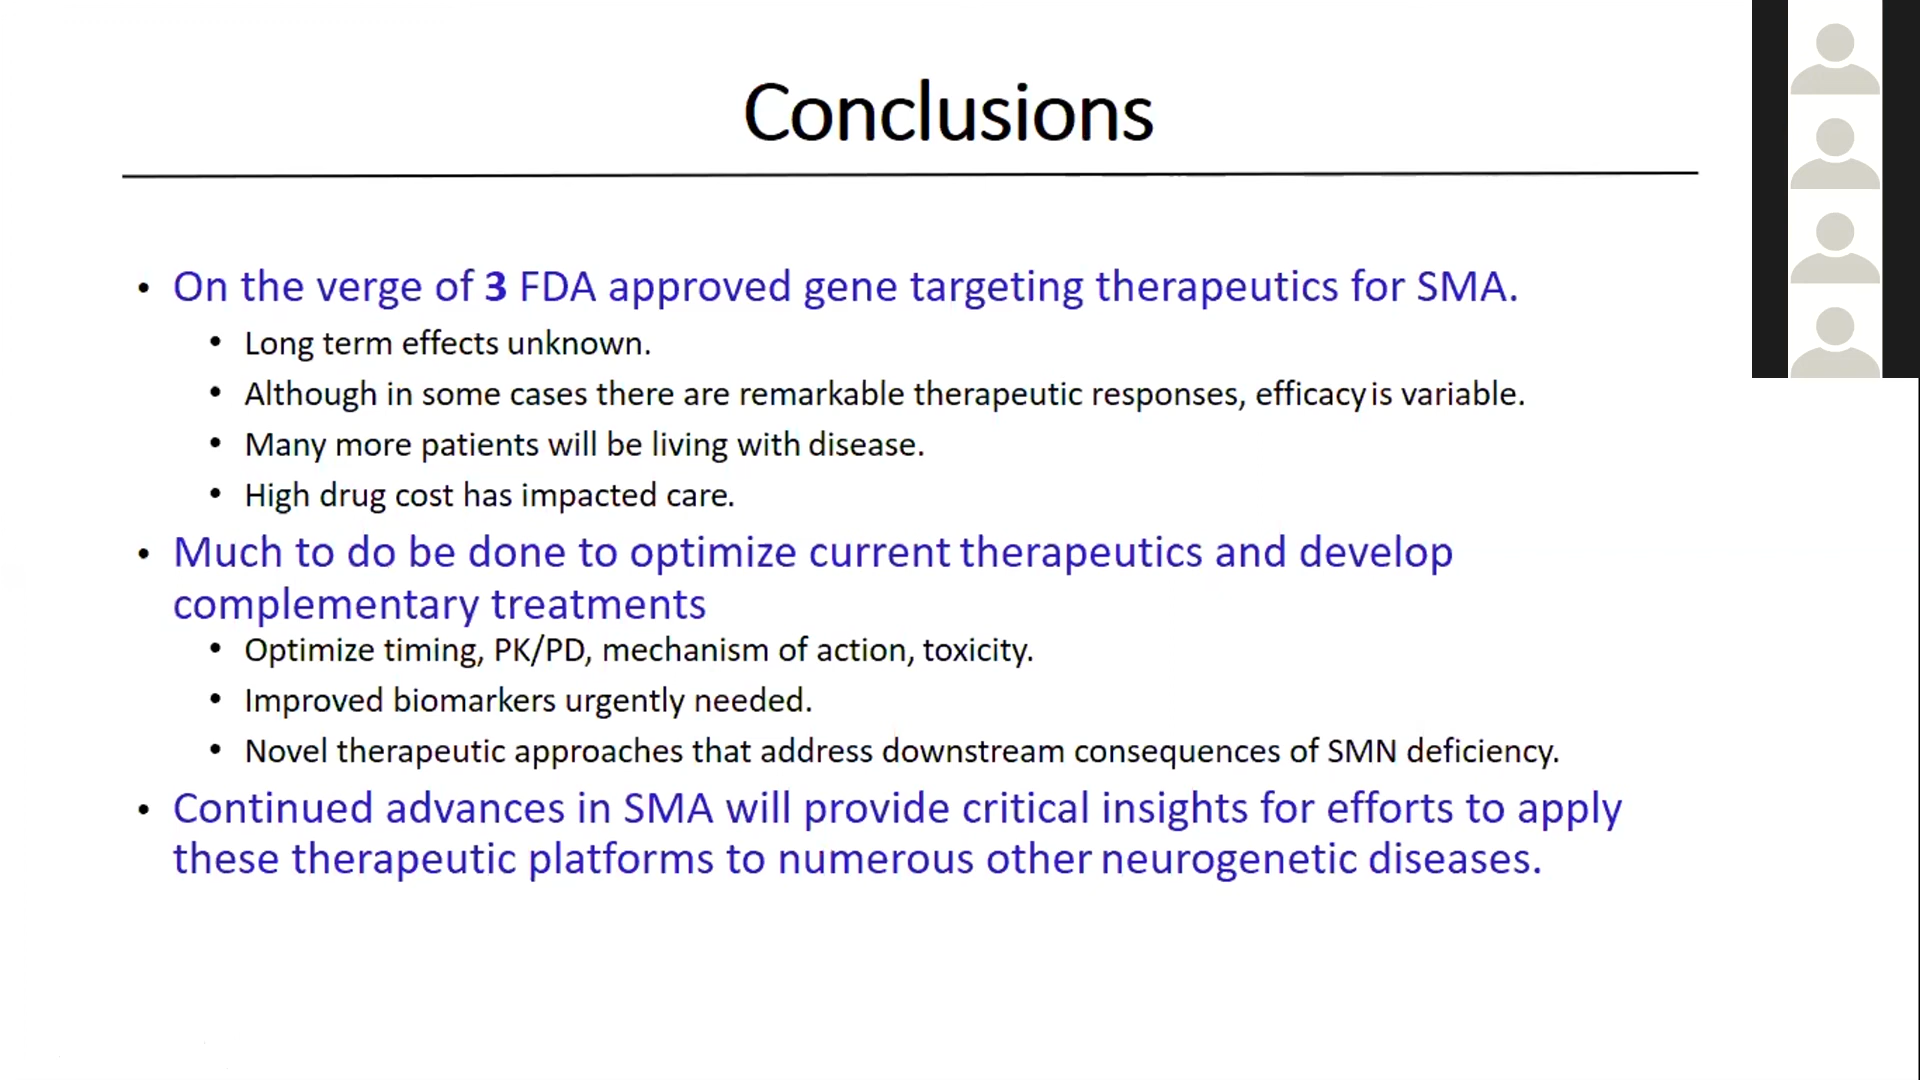 Conclusions
• On the verge of 3 FDA approved gene targeting therapeutics for SMA.
• Long term effects unknown.
• Although in some cases there are remarkable therapeutic responses, efficacy is variable.
• Many more patients will be living with disease.
• High drug cost has impacted care.
• Much to do be done to optimize current therapeutics and develop
complementary treatments
• Optimize timing, PK/PD, mechanism of action, toxicity.
• Improved biomarkers urgently needed.
• Novel therapeutic approaches that address downstream consequences of SMN deficiency.
• Continued advances in SMA will provide critical insights for efforts to apply
these therapeutic platforms to numerous other neurogenetic diseases.